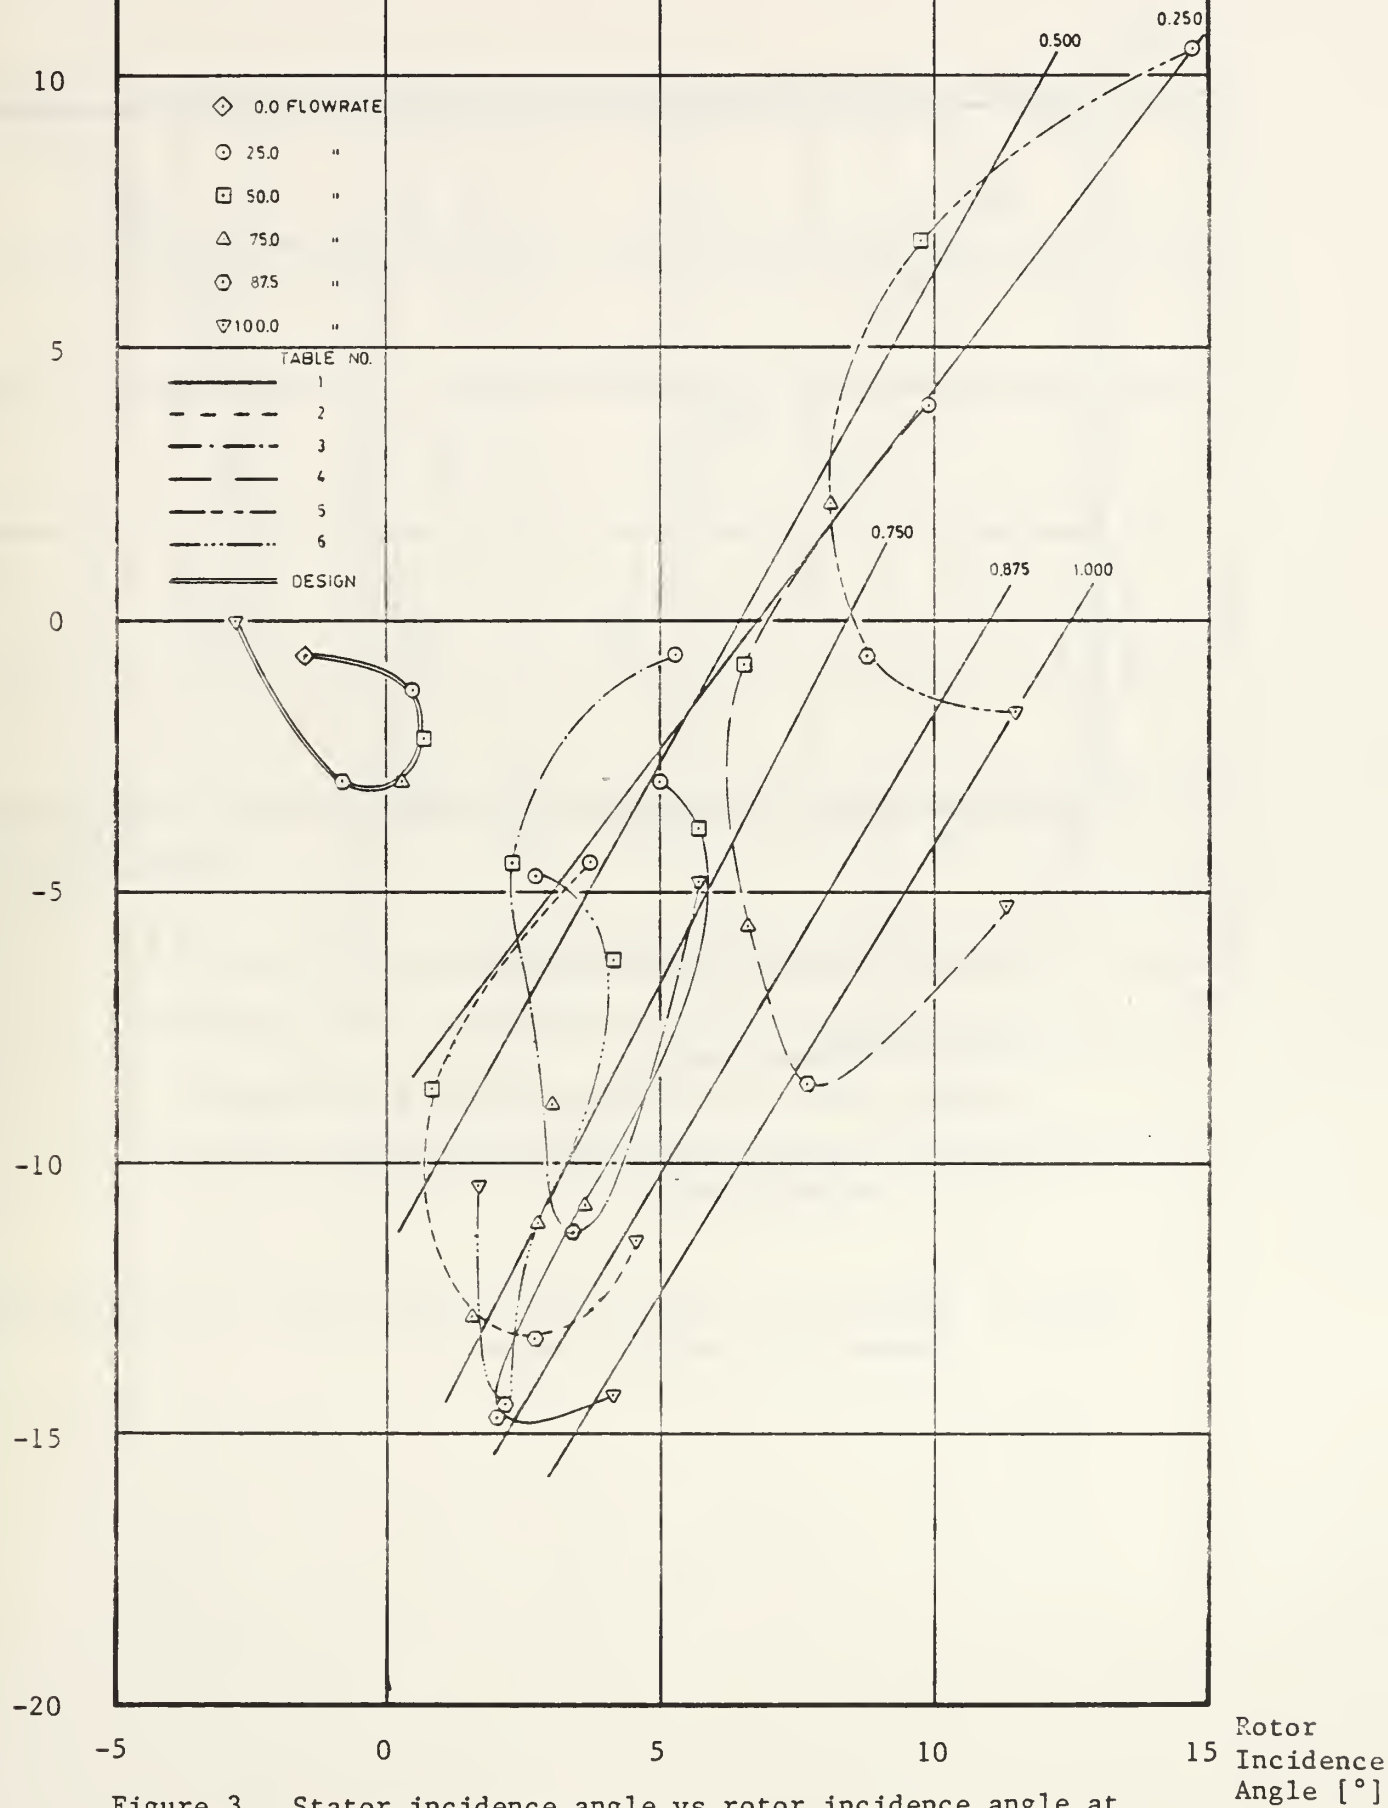 0.250
0.500
10
0.0 FLOWRATE
25.0 "
50.0 "
75.0 "
87.5 "
100.0 "
5
TABLE NO.
1
2
3
4
5
6
DESIGN
0.750
0.875 1.000
0
-5
-10
-15
-20
-5 0 5 10 15
Rotor
Incidence
Angle [°]
Figure 3. Stator incidence angle vs rotor incidence angle at